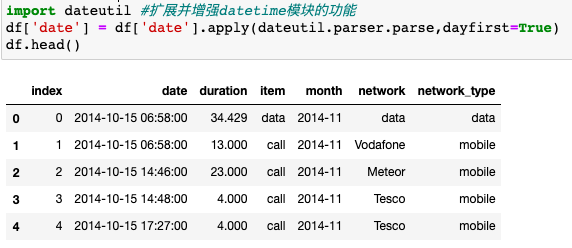 import dateutil #扩展并增强datetime模块的功能
df['date'] = df['date'].apply(dateutil.parser.parse,dayfirst=True)
df.head()
index date duration item month network network_type
0 0 2014-10-15 06:58:00 34.429 data 2014-11 data data
1 1 2014-10-15 06:58:00 13.000 call 2014-11 Vodafone mobile
2 2 2014-10-15 14:46:00 23.000 call 2014-11 Meteor mobile
3 3 2014-10-15 14:48:00 4.000 call 2014-11 Tesco mobile
4 4 2014-10-15 17:27:00 4.000 call 2014-11 Tesco mobile